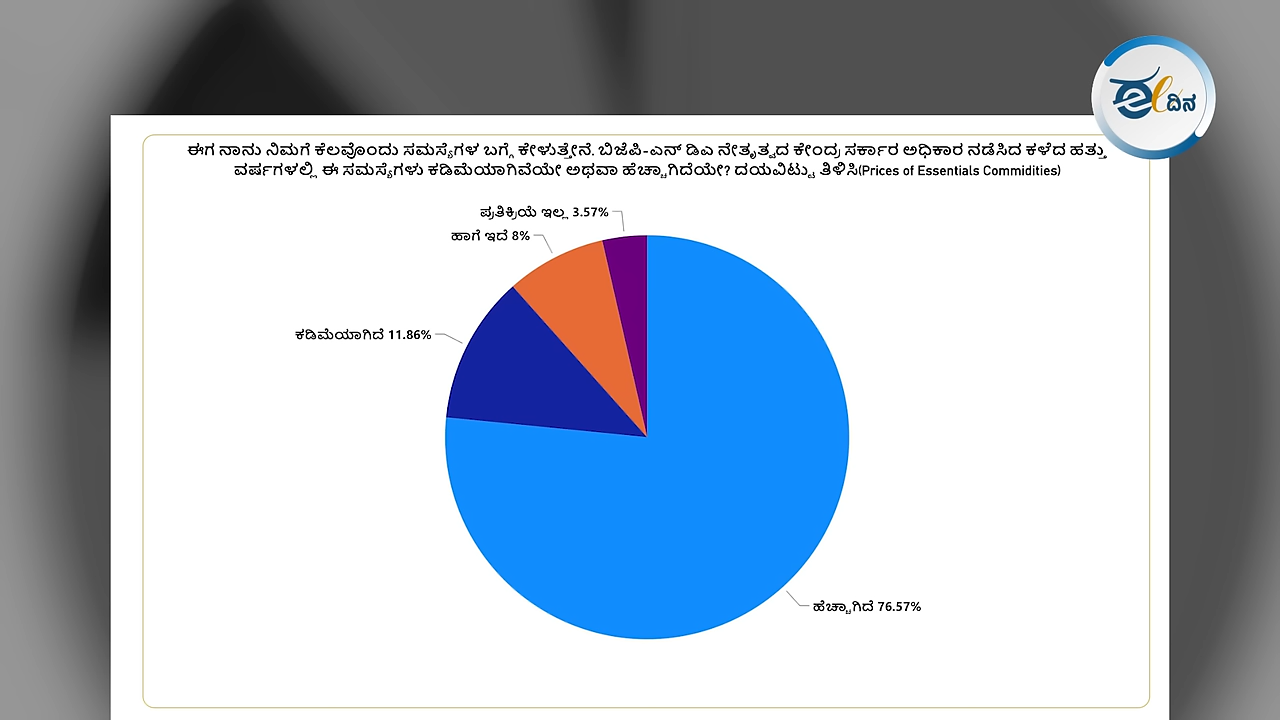 ಈದಿನ
ಈಗ ನಾನು ನಿಮಗೆ ಕೆಲವೊಂದು ಸಮಸ್ಯೆಗಳ ಬಗ್ಗೆ ಕೇಳುತ್ತೇನೆ. ಬಿಜೆಪಿ-ಎನ್ ಡಿಎ ನೇತೃತ್ವದ ಕೇಂದ್ರ ಸರ್ಕಾರ ಅಧಿಕಾರ ನಡೆಸಿದ ಕಳೆದ ಹತ್ತು
ವರ್ಷಗಳಲ್ಲಿ ಈ ಸಮಸ್ಯೆಗಳು ಕಡಿಮೆಯಾಗಿವೆಯೇ ಅಥವಾ ಹೆಚ್ಚಾಗಿದೆಯೇ? ದಯವಿಟ್ಟು ತಿಳಿಸಿ(Prices of Essentials Commidities)
ಪ್ರತಿಕ್ರಿಯೆ ಇಲ್ಲ 3.57%
ಹಾಗೆ ಇದೆ 8%
ಕಡಿಮೆಯಾಗಿದೆ 11.86%
ಹೆಚ್ಚಾಗಿದೆ 76.57%